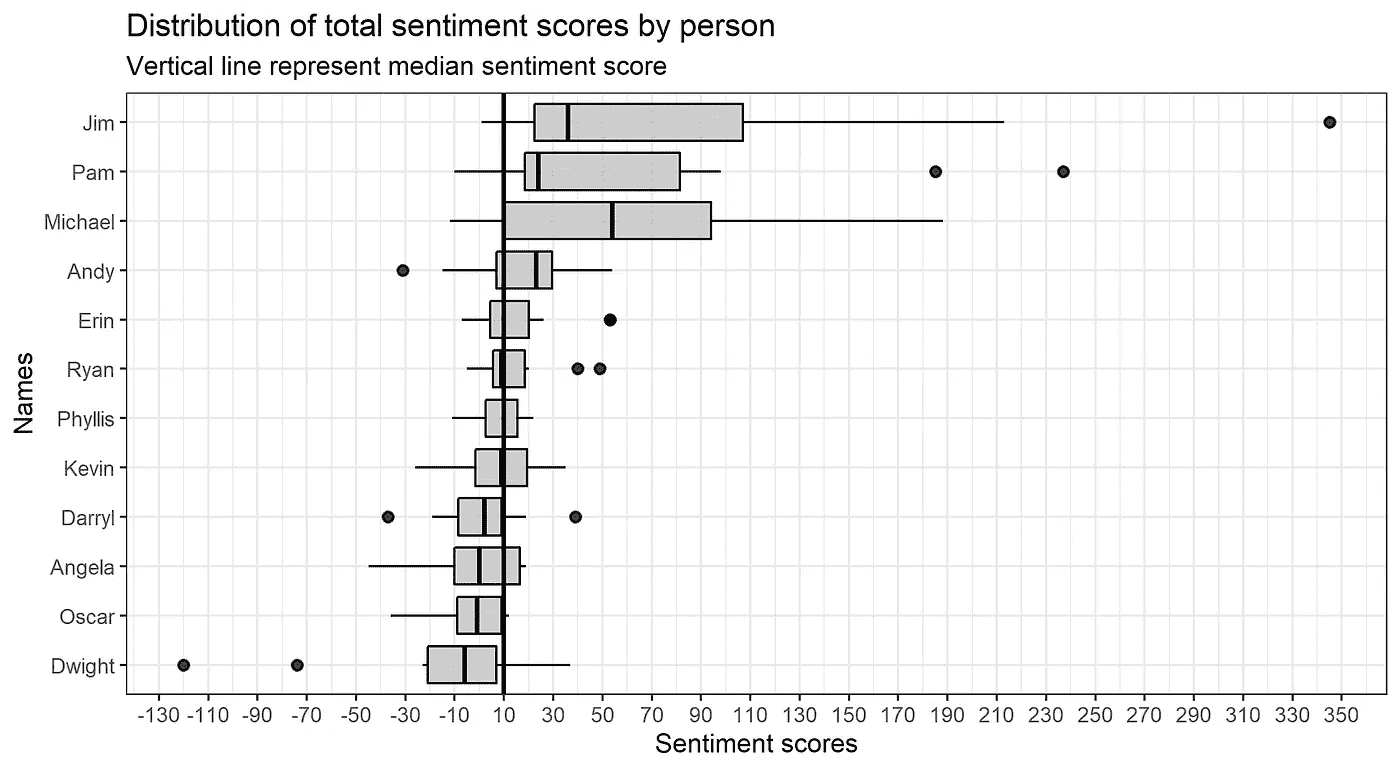 Distribution of total sentiment scores by person
Vertical line represent median sentiment score
Names
Jim
Pam
Michael
Andy
Erin
Ryan
Phyllis
Kevin
Darryl
Angela
Oscar
Dwight
-130 -110 -90 -70 -50 -30 -10 10 30 50 70 90 110 130 150 170 190 210 230 250 270 290 310 330 350
Sentiment scores